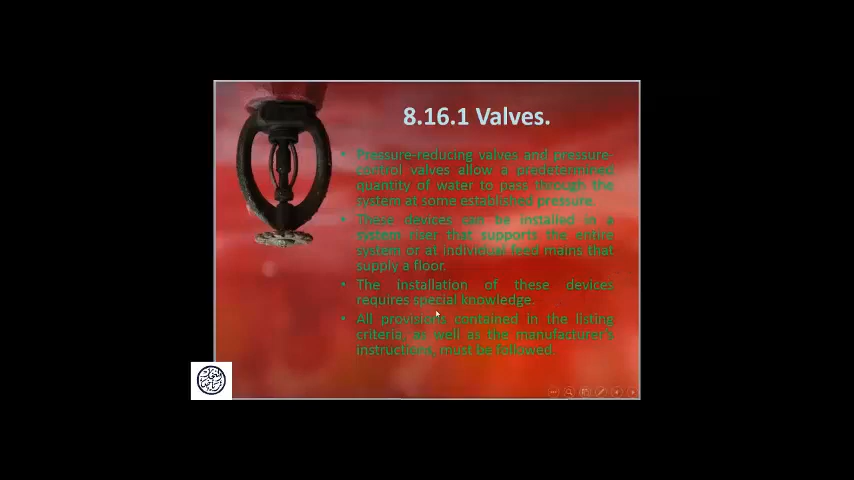 8.16.1 Valves.
• Pressure-reducing valves and pressure-
control valves allow a predetermined
quantity of water to pass through the
system at some established pressure.
• These devices can be installed in a
system riser that supports the entire
system or at individual feed mains that
supply a floor.
• The installation of these devices
requires special knowledge.
• All provisions contained in the listing
criteria, as well as the manufacturer's
instructions, must be followed.